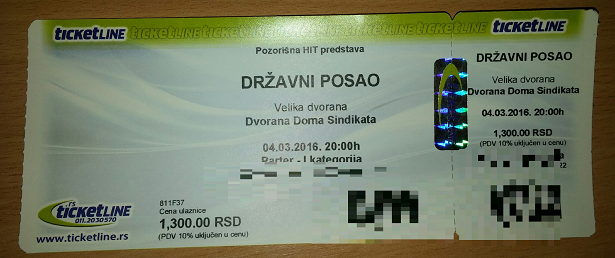 ticketLINE
ticketLINE
Pozorišna HIT predstava
DRŽAVNI POSAO
Velika dvorana
Dvorana Doma Sindikata
04.03.2016. 20:00h
Parter - I kategorija
811F37
Cena ulaznice
1,300.00 RSD
(PDV 10% uključen u cenu)
.rs
ticketLINE
011.2030570
www.ticketline.rs
ticketLINE
DRŽAVNI POSAO
Velika dvorana
Dvorana Doma Sindikata
04.03.2016. 20:00h
1,300.00 RSD
(PDV 10% uključen u cenu)